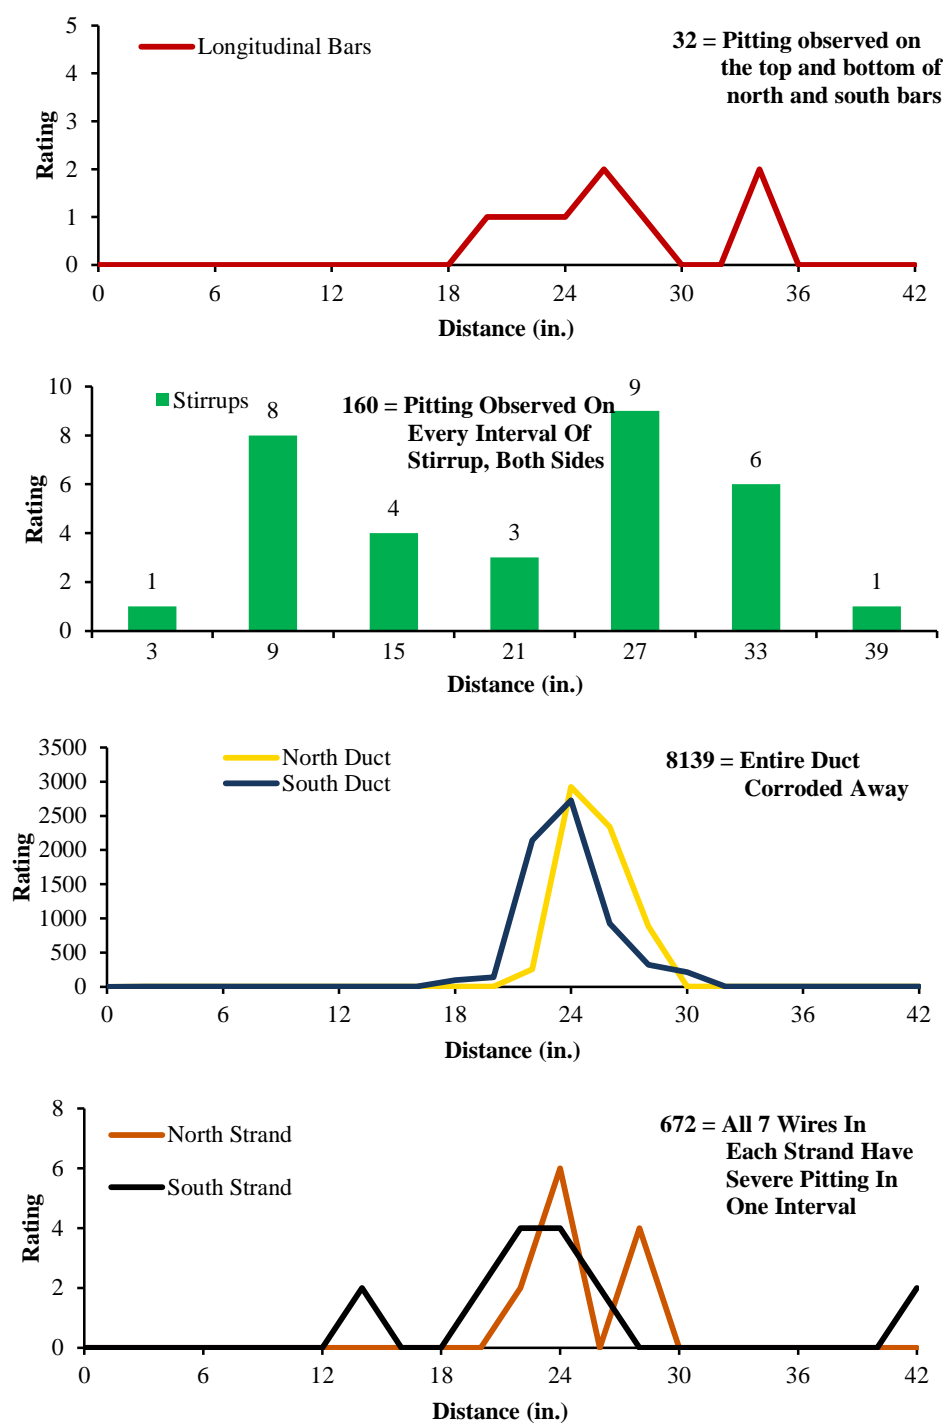 5
4
3
2
1
0
Rating
Longitudinal Bars
32 = Pitting observed on
the top and bottom of
north and south bars
0 6 12 18 24 30 36 42
Distance (in.)
10
8
6
4
2
0
Rating
Stirrups
160 = Pitting Observed On
Every Interval Of
Stirrup, Both Sides
1 8 4 3 9 6 1
3 9 15 21 27 33 39
Distance (in.)
3500
3000
2500
2000
1500
1000
500
0
Rating
North Duct
South Duct
8139 = Entire Duct
Corroded Away
0 6 12 18 24 30 36 42
Distance (in.)
8
6
4
2
0
Rating
North Strand
South Strand
672 = All 7 Wires In
Each Strand Have
Severe Pitting In
One Interval
0 6 12 18 24 30 36 42
Distance (in.)